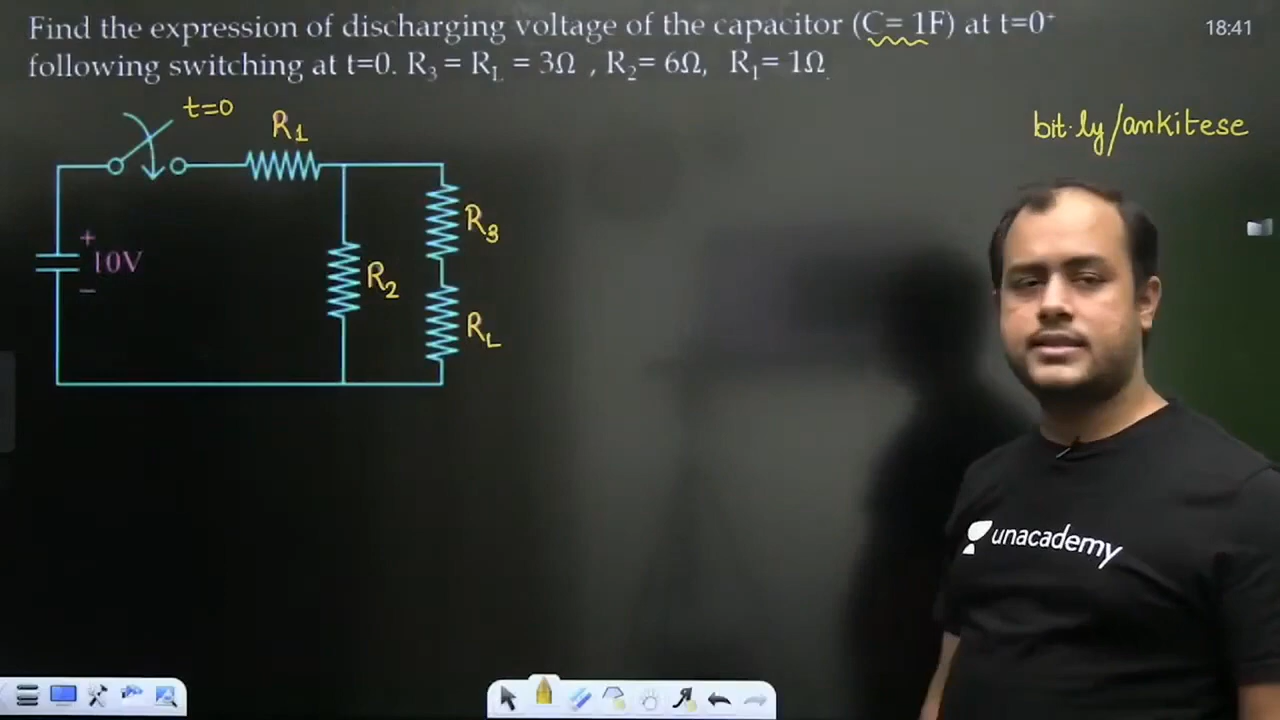 Find the expression of discharging voltage of the capacitor (C= 1F) at t=0⁺
18:41
following switching at t=0. R₃ = R_L = 3Ω , R₂= 6Ω, R₁= 1Ω
t=0
R₁
bit.ly/ankitese
+
10V
−
R₃
R₂
R_L
unacademy